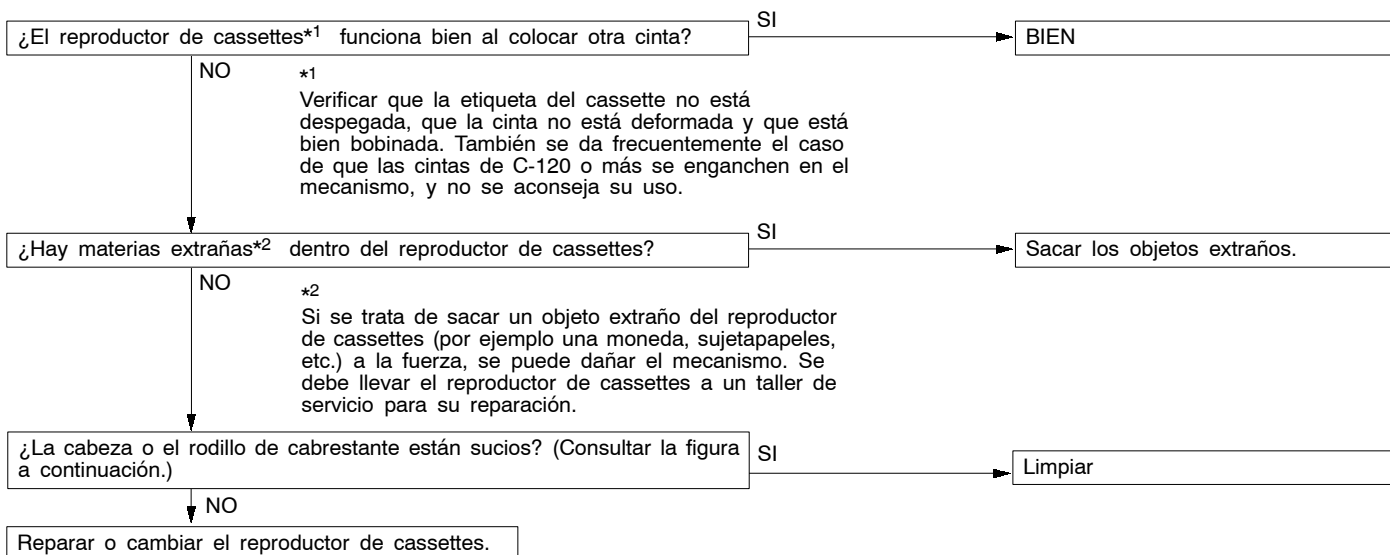 ¿El reproductor de cassettes*1 funciona bien al colocar otra cinta?
SI
BIEN
NO
*1
Verificar que la etiqueta del cassette no está
despegada, que la cinta no está deformada y que está
bien bobinada. También se da frecuentemente el caso
de que las cintas de C-120 o más se enganchen en el
mecanismo, y no se aconseja su uso.
¿Hay materias extrañas*2 dentro del reproductor de cassettes?
SI
Sacar los objetos extraños.
NO
*2
Si se trata de sacar un objeto extraño del reproductor
de cassettes (por ejemplo una moneda, sujetapapeles,
etc.) a la fuerza, se puede dañar el mecanismo. Se
debe llevar el reproductor de cassettes a un taller de
servicio para su reparación.
¿La cabeza o el rodillo de cabrestante están sucios? (Consultar la figura
a continuación.)
SI
Limpiar
NO
Reparar o cambiar el reproductor de cassettes.